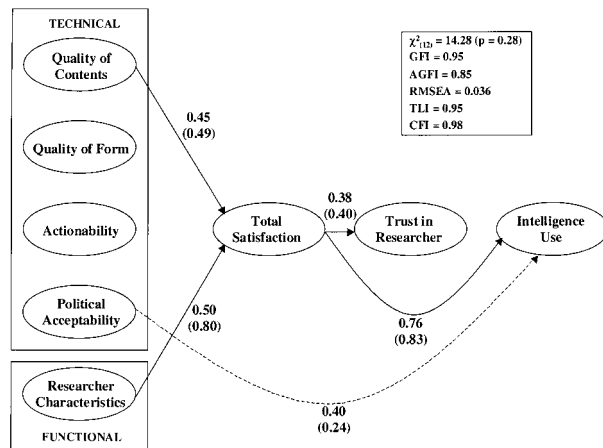 TECHNICAL
Quality of
Contents
Quality of Form
Actionability
Political
Acceptability
Researcher
Characteristics
FUNCTIONAL
0.45
(0.49)
0.50
(0.80)
Total
Satisfaction
0.38
(0.40)
Trust in
Researcher
Intelligence
Use
0.76
(0.83)
0.40
(0.24)
χ²₍₁₂₎ = 14.28 (p = 0.28)
GFI = 0.95
AGFI = 0.85
RMSEA = 0.036
TLI = 0.95
CFI = 0.98